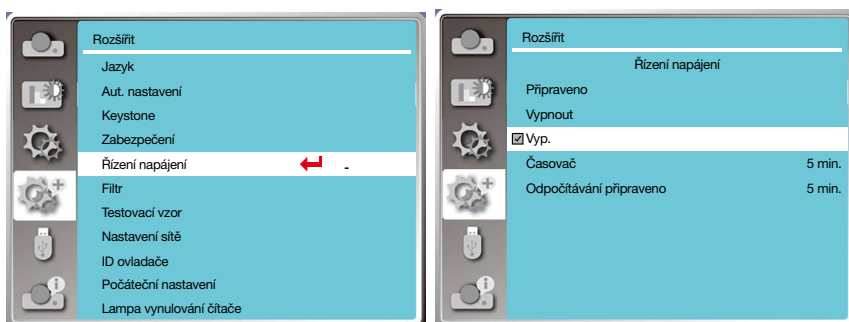 Rozšířit
Jazyk
Aut. nastavení
Keystone
Zabezpečení
Řízení napájení
Filtr
Testovací vzor
Nastavení sítě
ID ovladače
Počáteční nastavení
Lampa vynulování čítače
Rozšířit
Řízení napájení
Připraveno
Vypnout
Vyp.
Časovač 5 min.
Odpočítávání připraveno 5 min.